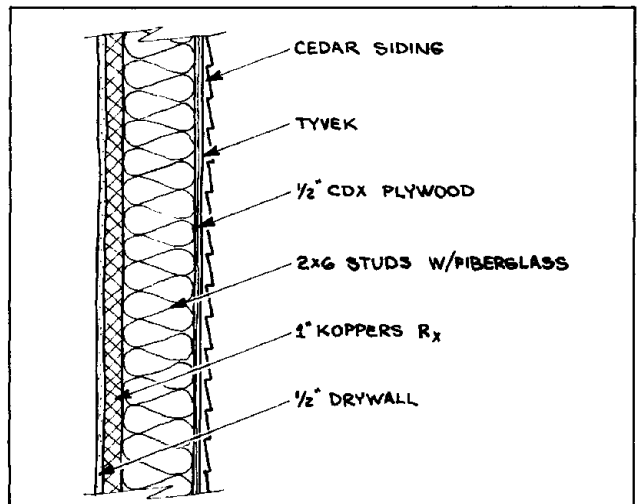 CEDAR SIDING
TYVEK
1/2" CDX PLYWOOD
2x6 STUDS W/FIBERGLASS
1" KOPPERS Rx
1/2" DRYWALL